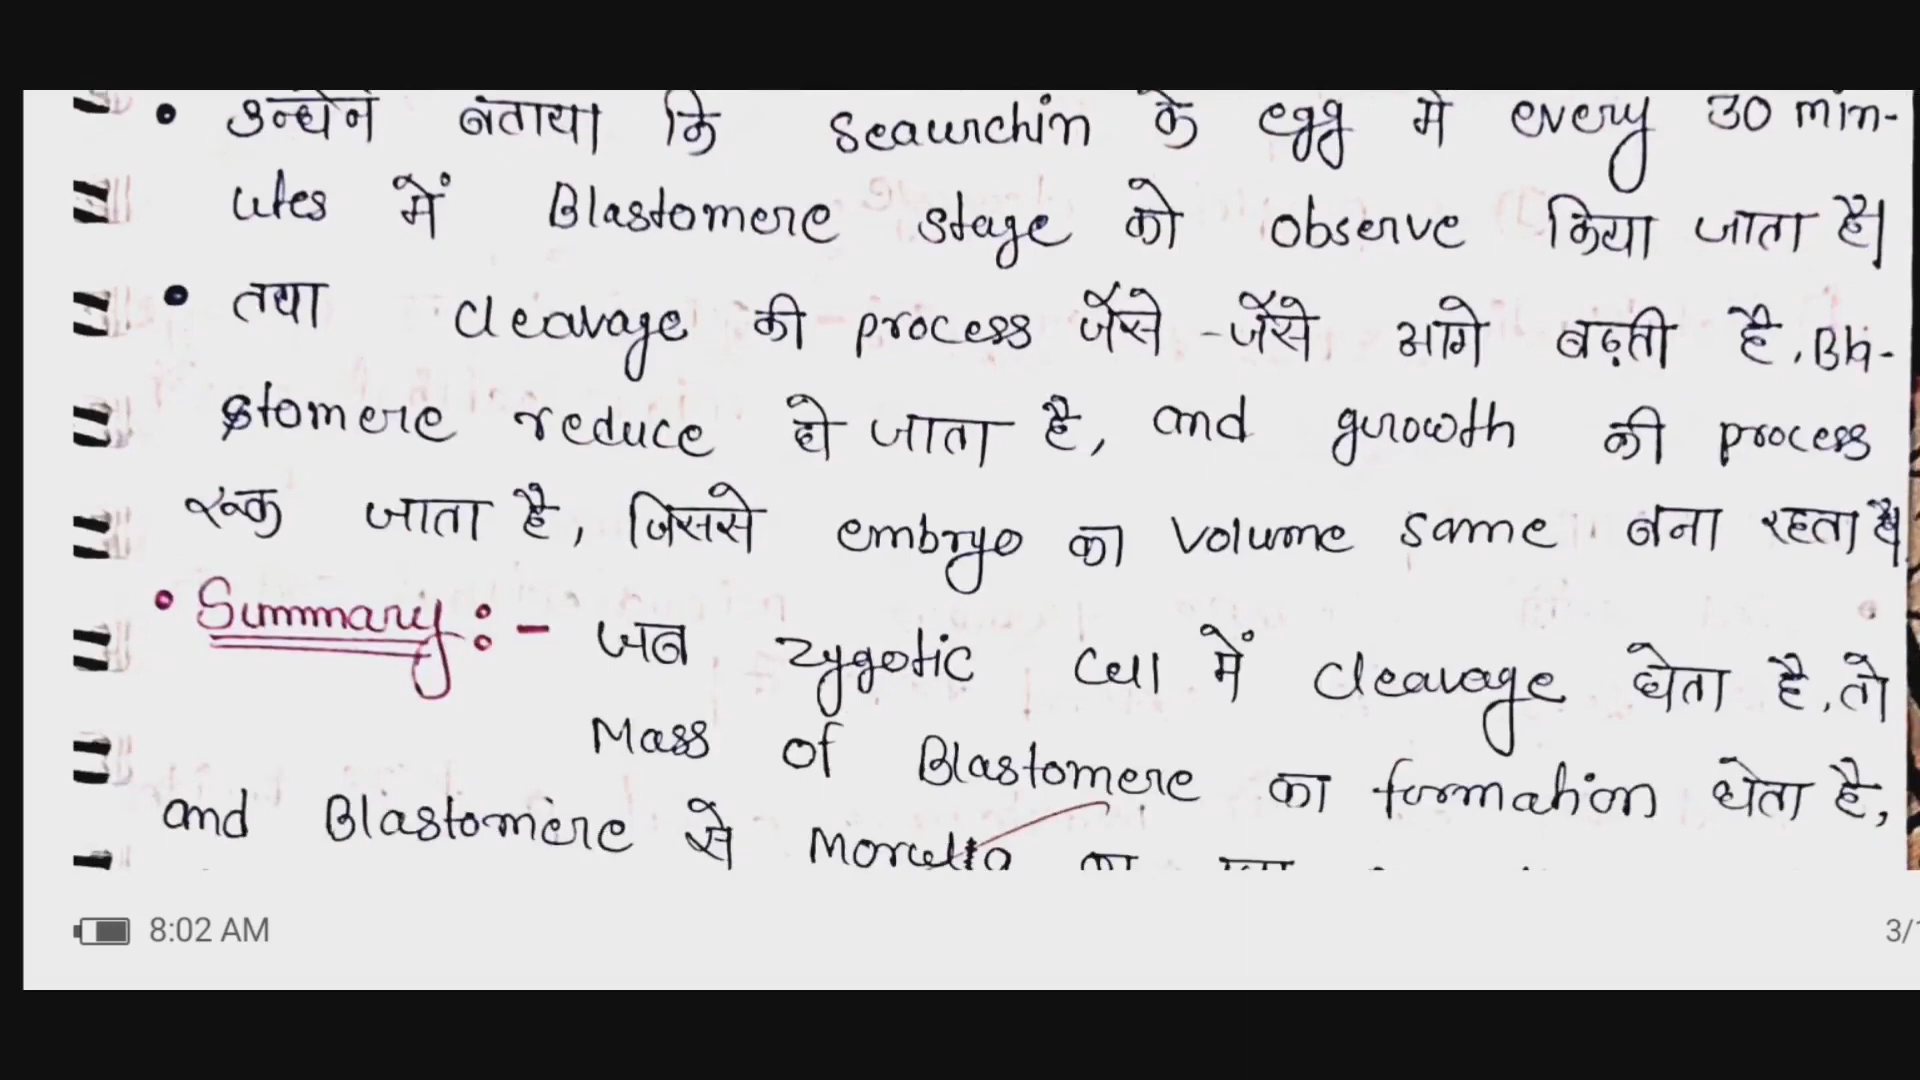 • उन्होंने बताया कि seaurchin के egg में every 30 min-
utes में Blastomere stage को observe किया जाता है।
• तथा cleavage की process जैसे-जैसे आगे बढ़ती है, Bla-
stomere reduce हो जाता है, and growth की process
रुक जाता है, जिससे embryo का volume same बना रहता है।
• Summary :- जब zygotic cell में cleavage होता है, तो
Mass of Blastomere का formation होता है,
and Blastomere से
8:02 AM
3/1